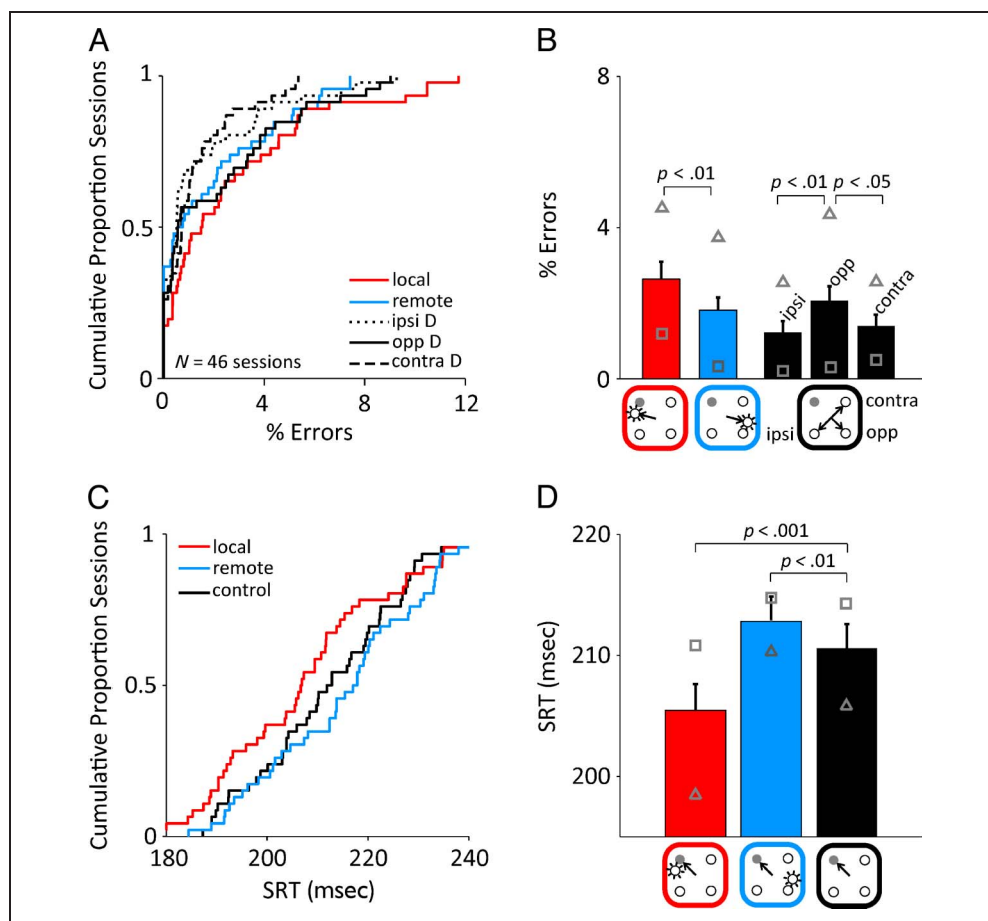 A
Cumulative Proportion Sessions
1
0.5
0
0
4
8
12
% Errors
local
remote
ipsi D
opp D
contra D
N = 46 sessions
B
% Errors
8
4
0
p < .01
p < .01
p < .05
ipsi
opp
contra
contra
ipsi
opp
C
Cumulative Proportion Sessions
1
0.5
0
180
200
220
240
SRT (msec)
local
remote
control
D
SRT (msec)
220
210
200
p < .001
p < .01